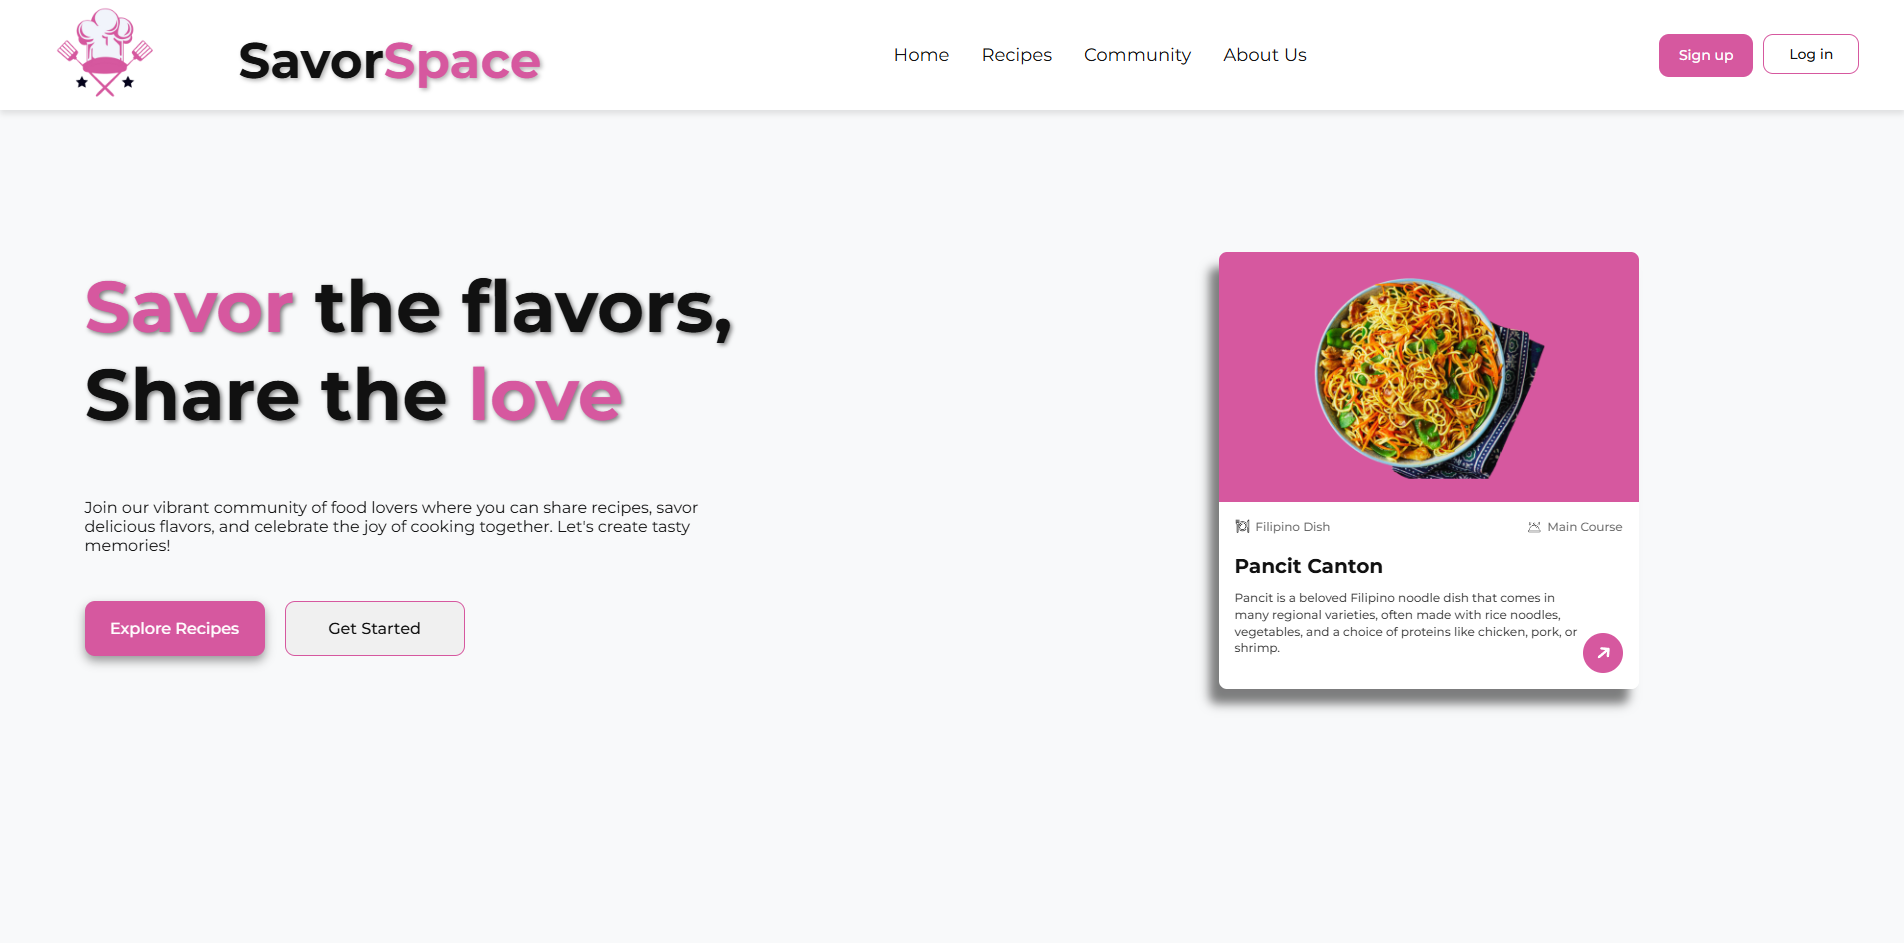 SavorSpace
Home
Recipes
Community
About Us
Sign up
Log in
Savor the flavors,
Share the love
Join our vibrant community of food lovers where you can share recipes, savor
delicious flavors, and celebrate the joy of cooking together. Let's create tasty
memories!
Explore Recipes
Get Started
Filipino Dish
Main Course
Pancit Canton
Pancit is a beloved Filipino noodle dish that comes in
many regional varieties, often made with rice noodles,
vegetables, and a choice of proteins like chicken, pork, or
shrimp.